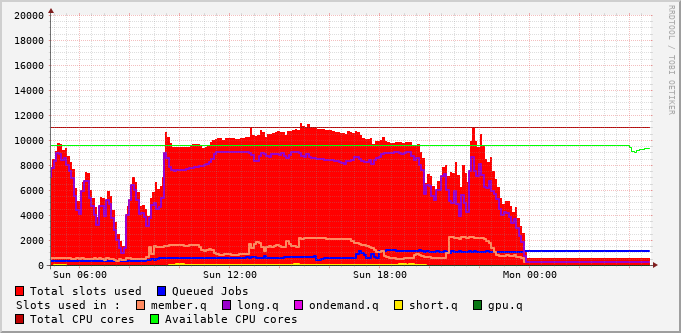 20000
18000
16000
14000
12000
10000
8000
6000
4000
2000
0
Sun 06:00 Sun 12:00 Sun 18:00 Mon 00:00
RRDTOOL / TOBI OETIKER
Total slots used Queued Jobs
Slots used in : member.q long.q ondemand.q short.q gpu.q
Total CPU cores Available CPU cores